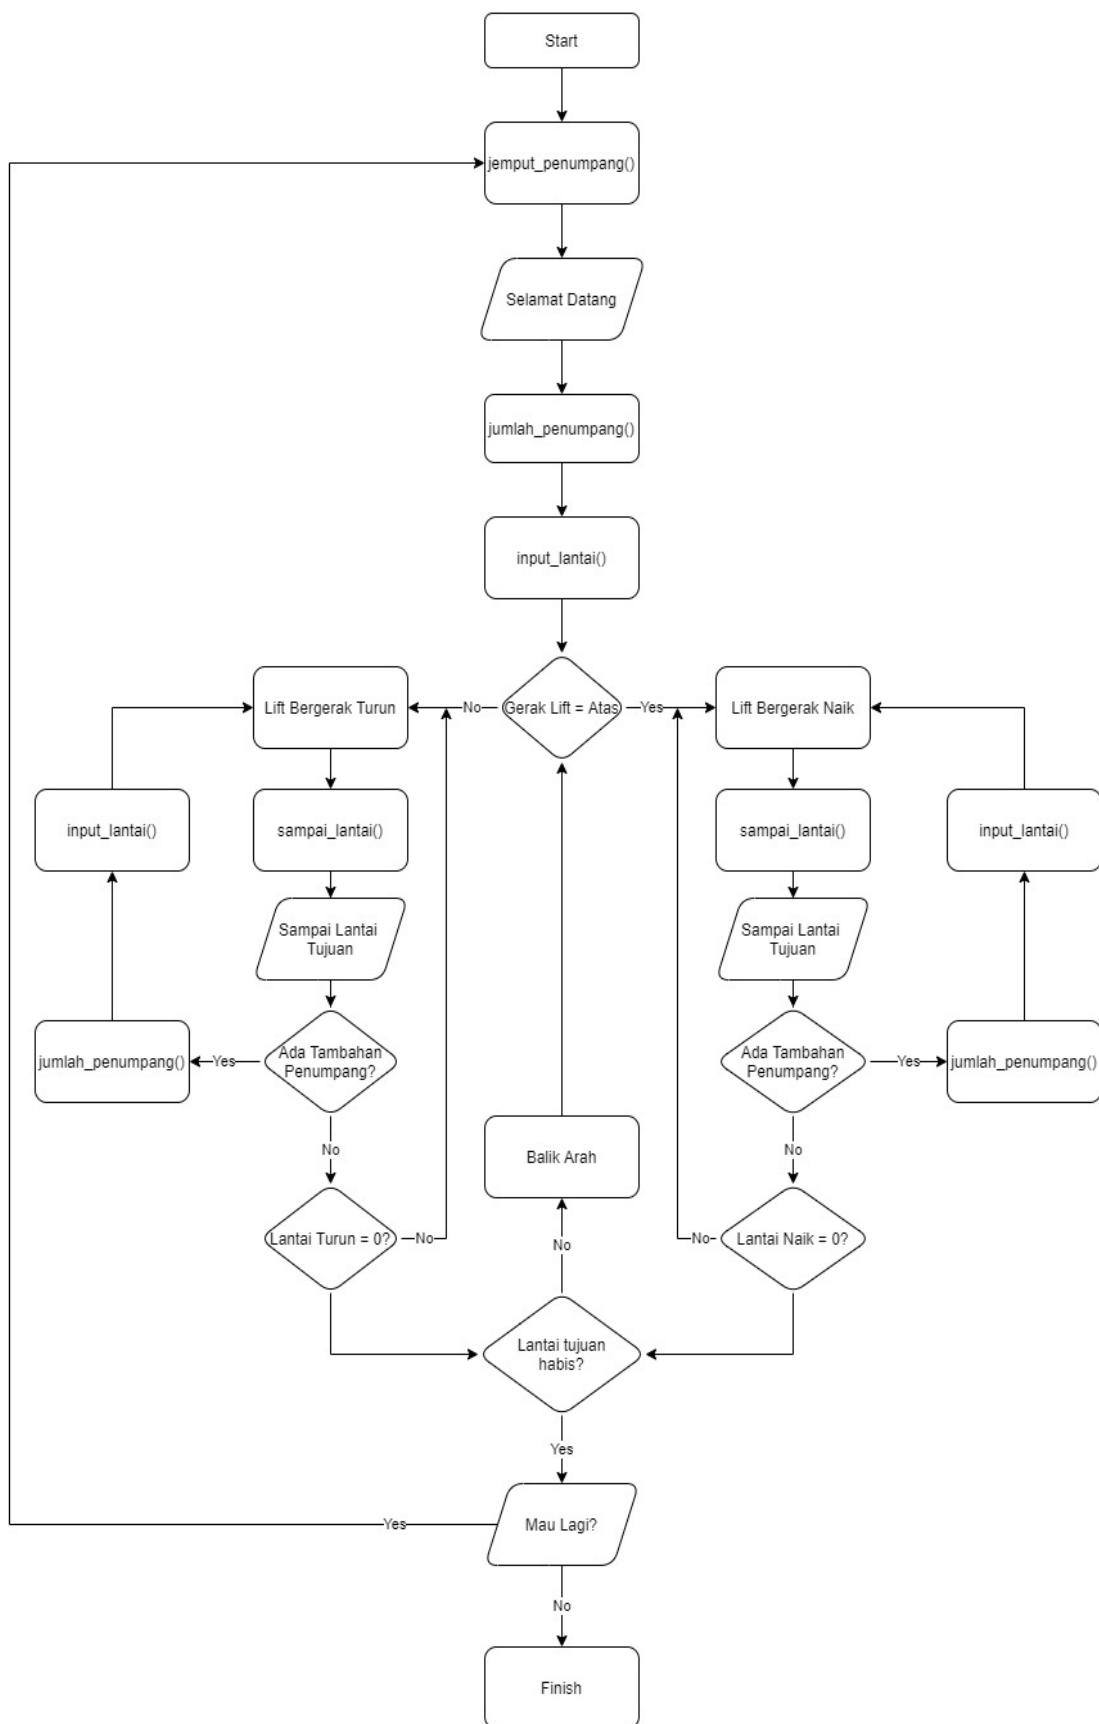 Start
jemput_penumpang()
Selamat Datang
jumlah_penumpang()
input_lantai()
Lift Bergerak Turun
No
Gerak Lift = Atas
Yes
Lift Bergerak Naik
input_lantai()
sampai_lantai()
sampai_lantai()
input_lantai()
Sampai Lantai
Tujuan
Sampai Lantai
Tujuan
jumlah_penumpang()
Yes
Ada Tambahan
Penumpang?
Ada Tambahan
Penumpang?
Yes
jumlah_penumpang()
No
Balik Arah
No
Lantai Turun = 0?
No
No
No
Lantai Naik = 0?
Lantai tujuan
habis?
Yes
Yes
Mau Lagi?
No
Finish